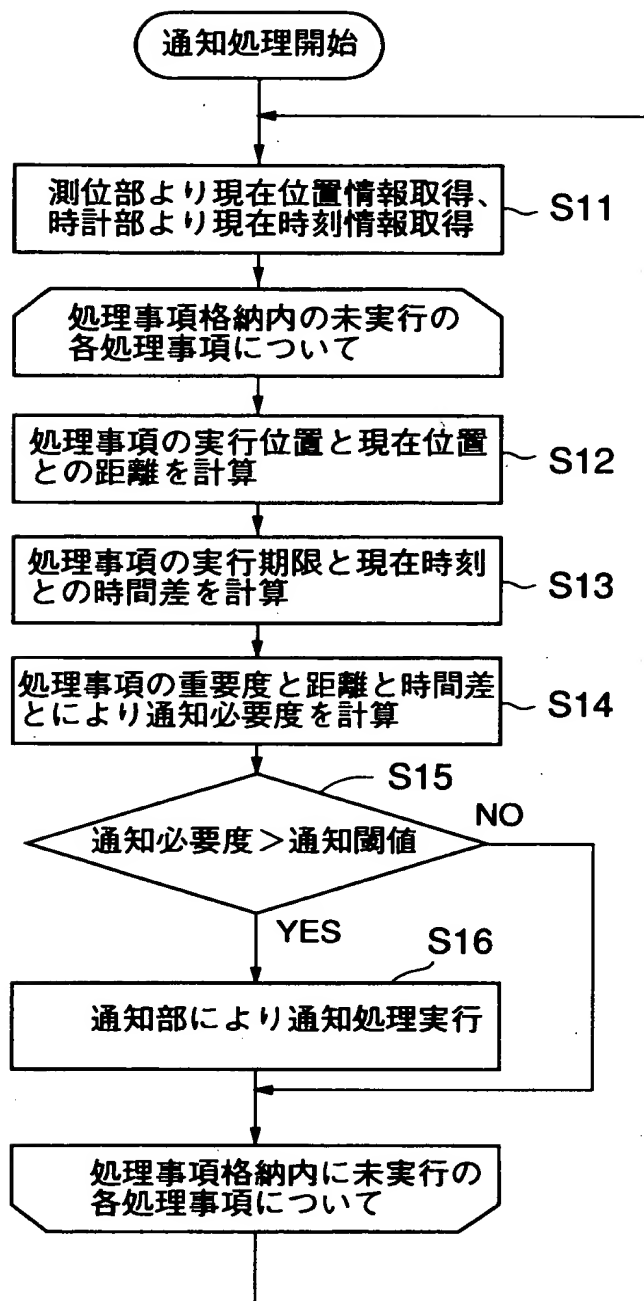 通知処理開始
測位部より現在位置情報取得、
時計部より現在時刻情報取得
S11
処理事項格納内の未実行の
各処理事項について
処理事項の実行位置と現在位置
との距離を計算
S12
処理事項の実行期限と現在時刻
との時間差を計算
S13
処理事項の重要度と距離と時間差
とにより通知必要度を計算
S14
S15
通知必要度>通知閾値
NO
YES
S16
通知部により通知処理実行
処理事項格納内に未実行の
各処理事項について